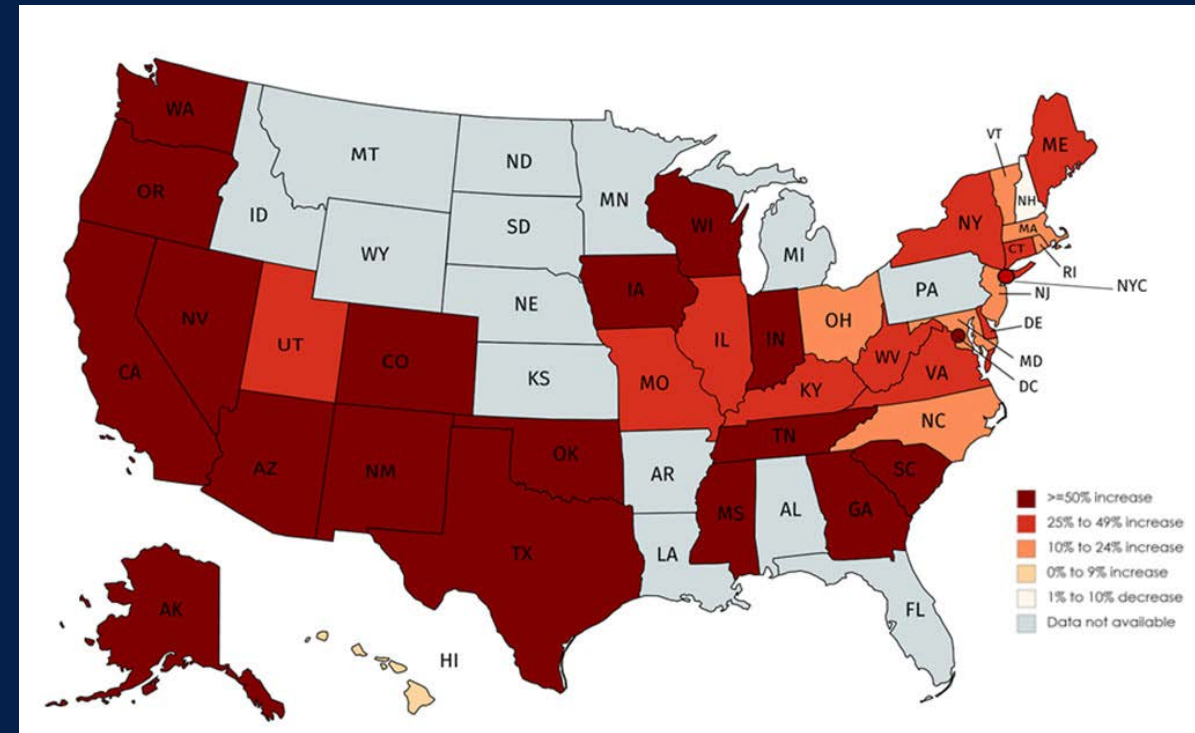 WA
OR
CA
NV
ID
MT
WY
UT
CO
AZ
NM
ND
SD
NE
KS
OK
TX
MN
IA
MO
AR
LA
WI
IL
MI
IN
OH
KY
TN
MS
AL
GA
FL
SC
NC
VA
WV
PA
NY
VT
NH
ME
MA
CT
RI
NYC
NJ
DE
MD
DC
AK
HI
>=50% increase
25% to 49% increase
10% to 24% increase
0% to 9% increase
1% to 10% decrease
Data not available